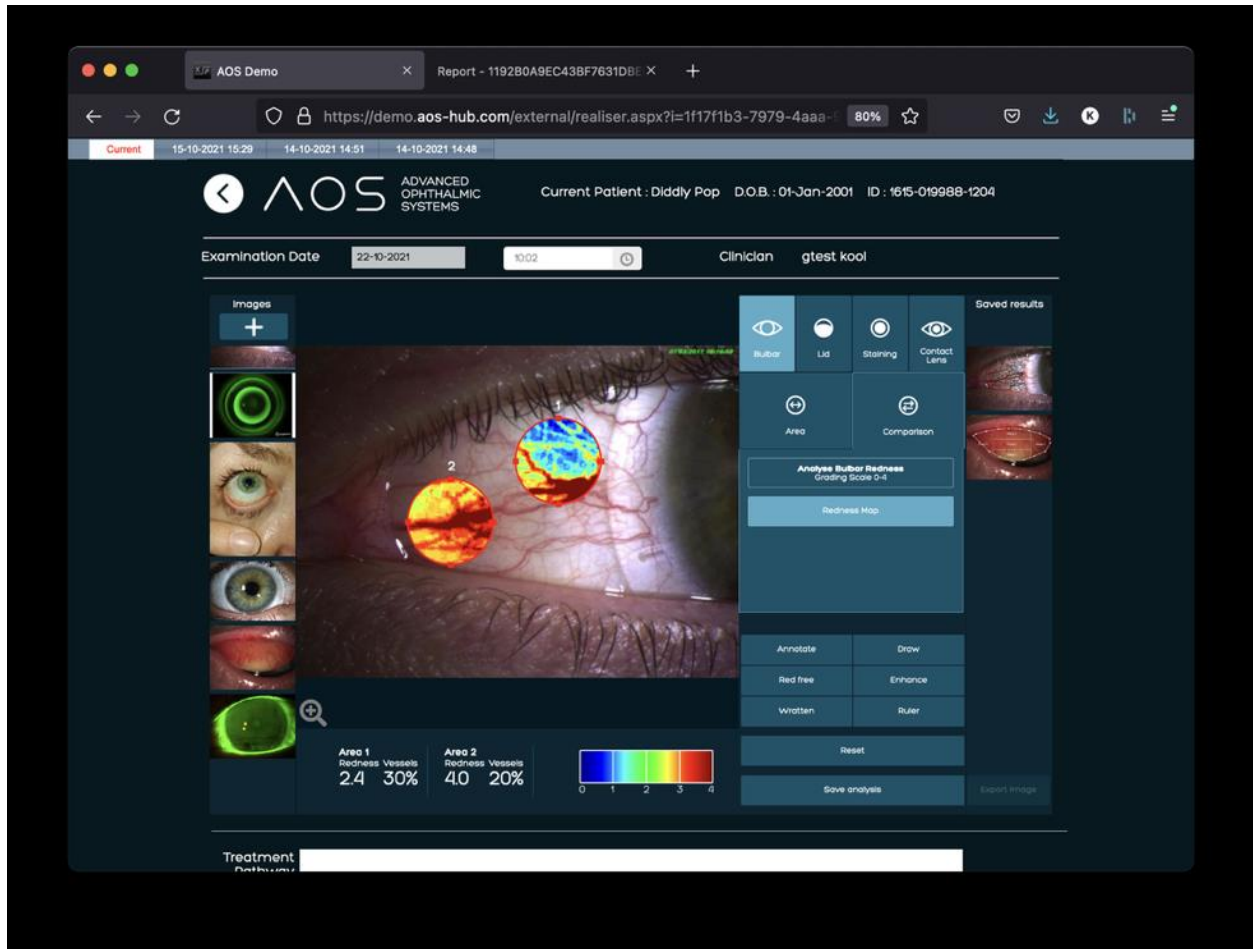 AOS Demo
Report - 1192B0A9EC43BF7631DBE
https://demo.aos-hub.com/external/realiser.aspx?i=1f17f1b3-7979-4aaa-
80%
K
Current 15-10-2021 15:29 14-10-2021 14:51 14-10-2021 14:48
AOS
ADVANCED
OPHTHALMIC
SYSTEMS
Current Patient : Diddly Pop D.O.B. : 01-Jan-2001 ID : 1615-019988-1204
Examination Date 22-10-2021 10:02 Clinician gtest kool
Images
Bulbar Lid Staining Contact
Lens
Saved results
Area Comparison
Analyse Bulbar Redness
Grading Scale 0-4
Redness Map
2
Annotate Draw
Red free Enhance
Wratten Ruler
Reset
Save analysis
Export Image
Area 1 Area 2
Redness Vessels Redness Vessels
2.4 30% 4.0 20%
0 1 2 3 4
Treatment
Pathway